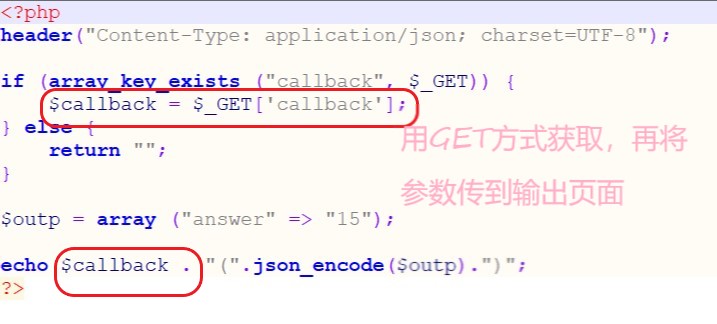 <?php
header("Content-Type: application/json; charset=UTF-8");
if (array_key_exists ("callback", $_GET)) {
$callback = $_GET['callback'];
} else {
return "";
}
用GET方式获取，再将
参数传到输出页面
$outp = array ("answer" => "15");
echo $callback . "(".json_encode($outp).")";
?>